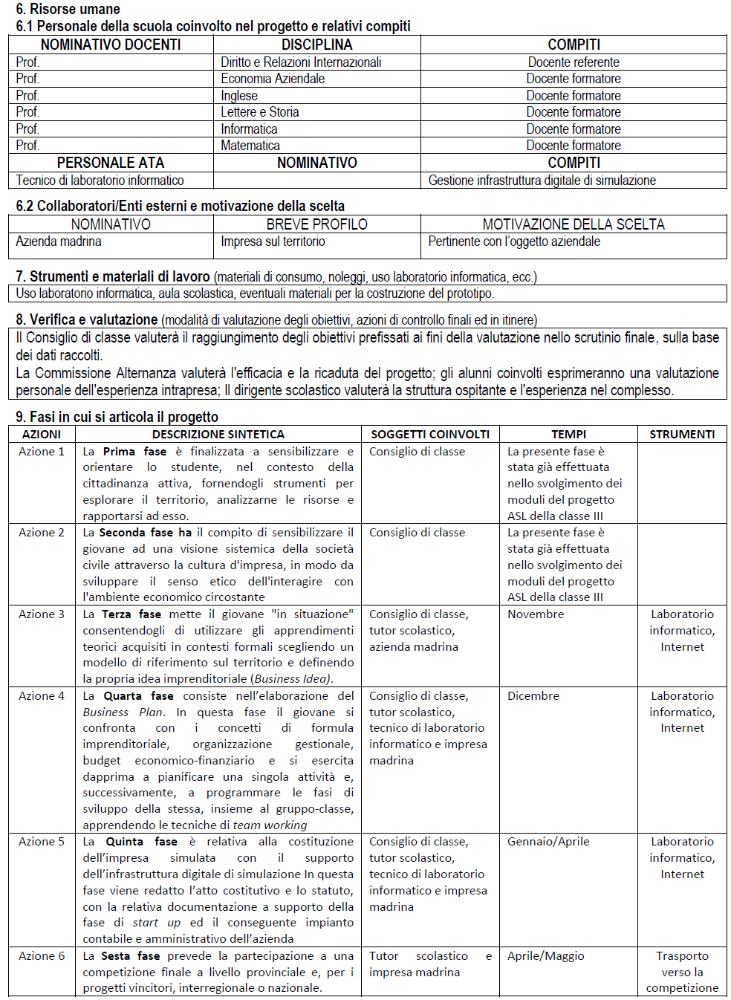 6. Risorse umane
6.1 Personale della scuola coinvolto nel progetto e relativi compiti
NOMINATIVO DOCENTI DISCIPLINA COMPITI
Prof. Diritto e Relazioni Internazionali Docente referente
Prof. Economia Aziendale Docente formatore
Prof. Inglese Docente formatore
Prof. Lettere e Storia Docente formatore
Prof. Informatica Docente formatore
Prof. Matematica Docente formatore
PERSONALE ATA NOMINATIVO COMPITI
Tecnico di laboratorio informatico Gestione infrastruttura digitale di simulazione
6.2 Collaboratori/Enti esterni e motivazione della scelta
NOMINATIVO BREVE PROFILO MOTIVAZIONE DELLA SCELTA
Azienda madrina Impresa sul territorio Pertinente con l’oggetto aziendale
7. Strumenti e materiali di lavoro (materiali di consumo, noleggi, uso laboratorio informatica, ecc.)
Uso laboratorio informatica, aula scolastica, eventuali materiali per la costruzione del prototipo.
8. Verifica e valutazione (modalità di valutazione degli obiettivi, azioni di controllo finali ed in itinere)
Il Consiglio di classe valuterà il raggiungimento degli obiettivi prefissati ai fini della valutazione nello scrutinio finale, sulla base
dei dati raccolti.
La Commissione Alternanza valuterà l'efficacia e la ricaduta del progetto; gli alunni coinvolti esprimeranno una valutazione
personale dell'esperienza intrapresa; Il dirigente scolastico valuterà la struttura ospitante e l'esperienza nel complesso.
9. Fasi in cui si articola il progetto
AZIONI DESCRIZIONE SINTETICA SOGGETTI COINVOLTI TEMPI STRUMENTI
Azione 1 La Prima fase è finalizzata a sensibilizzare e Consiglio di classe La presente fase è
orientare lo studente, nel contesto della stata già effettuata
cittadinanza attiva, fornendogli strumenti per nello svolgimento dei
esplorare il territorio, analizzarne le risorse e moduli del progetto
rapportarsi ad esso. ASL della classe III
Azione 2 La Seconda fase ha il compito di sensibilizzare il Consiglio di classe La presente fase è
giovane ad una visione sistemica della società stata già effettuata
civile attraverso la cultura d'impresa, in modo da nello svolgimento dei
sviluppare il senso etico dell'interagire con moduli del progetto
l'ambiente economico circostante ASL della classe III
Azione 3 La Terza fase mette il giovane "in situazione" Consiglio di classe, Novembre Laboratorio
consentendogli di utilizzare gli apprendimenti tutor scolastico, informatico,
teorici acquisiti in contesti formali scegliendo un azienda madrina Internet
modello di riferimento sul territorio e definendo
la propria idea imprenditoriale (Business Idea).
Azione 4 La Quarta fase consiste nell’elaborazione del Consiglio di classe, Dicembre Laboratorio
Business Plan. In questa fase il giovane si tutor scolastico, informatico,
confronta con i concetti di formula tecnico di laboratorio Internet
imprenditoriale, organizzazione gestionale, informatico e impresa
budget economico-finanziario e si esercita madrina
dapprima a pianificare una singola attività e,
successivamente, a programmare le fasi di
sviluppo della stessa, insieme al gruppo-classe,
apprendendo le tecniche di team working
Azione 5 La Quinta fase è relativa alla costituzione Consiglio di classe, Gennaio/Aprile Laboratorio
dell’impresa simulata con il supporto tutor scolastico, informatico,
dell’infrastruttura digitale di simulazione In questa tecnico di laboratorio Internet
fase viene redatto l’atto costitutivo e lo statuto, informatico e impresa
con la relativa documentazione a supporto della madrina
fase di start up ed il conseguente impianto
contabile e amministrativo dell’azienda
Azione 6 La Sesta fase prevede la partecipazione a una Tutor scolastico e Aprile/Maggio Trasporto
competizione finale a livello provinciale e, per i impresa madrina verso la
progetti vincitori, interregionale o nazionale. competizione